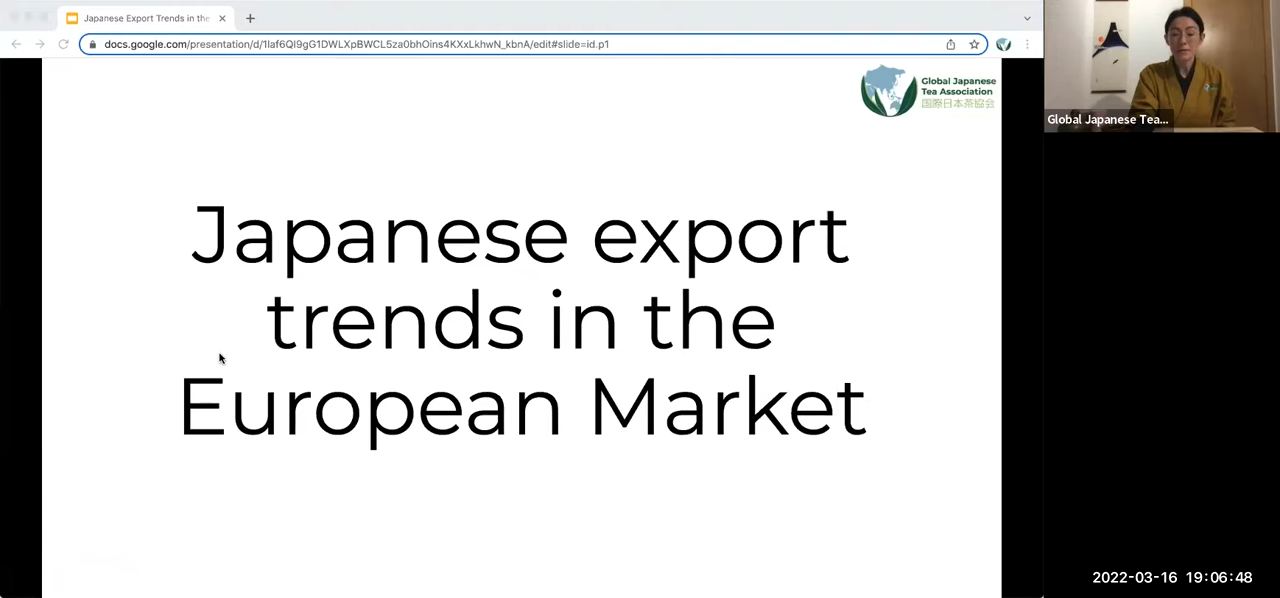 Japanese Export Trends in the
docs.google.com/presentation/d/1Iaf6QI9gG1DWLXpBWCL5za0bhOins4KXxLkhwN_kbnA/edit#slide=id.p1
Global Japanese
Tea Association
国際日本茶協会
Global Japanese Tea...
Japanese export
trends in the
European Market
2022-03-16 19:06:48